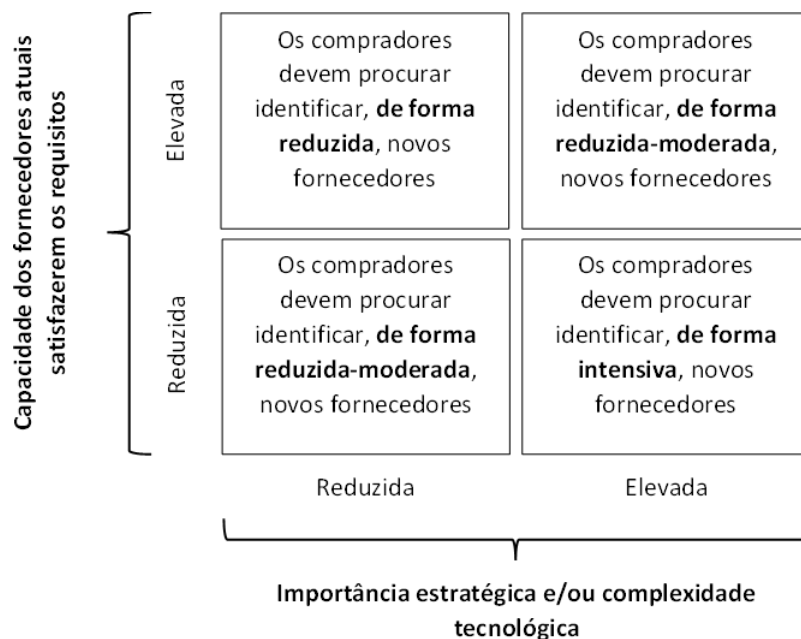 Capacidade dos fornecedores atuais
satisfazerem os requisitos
Elevada
Os compradores
devem procurar
identificar, de forma
reduzida, novos
fornecedores
Os compradores
devem procurar
identificar, de forma
reduzida-moderada,
novos fornecedores
Reduzida
Os compradores
devem procurar
identificar, de forma
reduzida-moderada,
novos fornecedores
Os compradores
devem procurar
identificar, de forma
intensiva, novos
fornecedores
Reduzida
Elevada
Importância estratégica e/ou complexidade
tecnológica